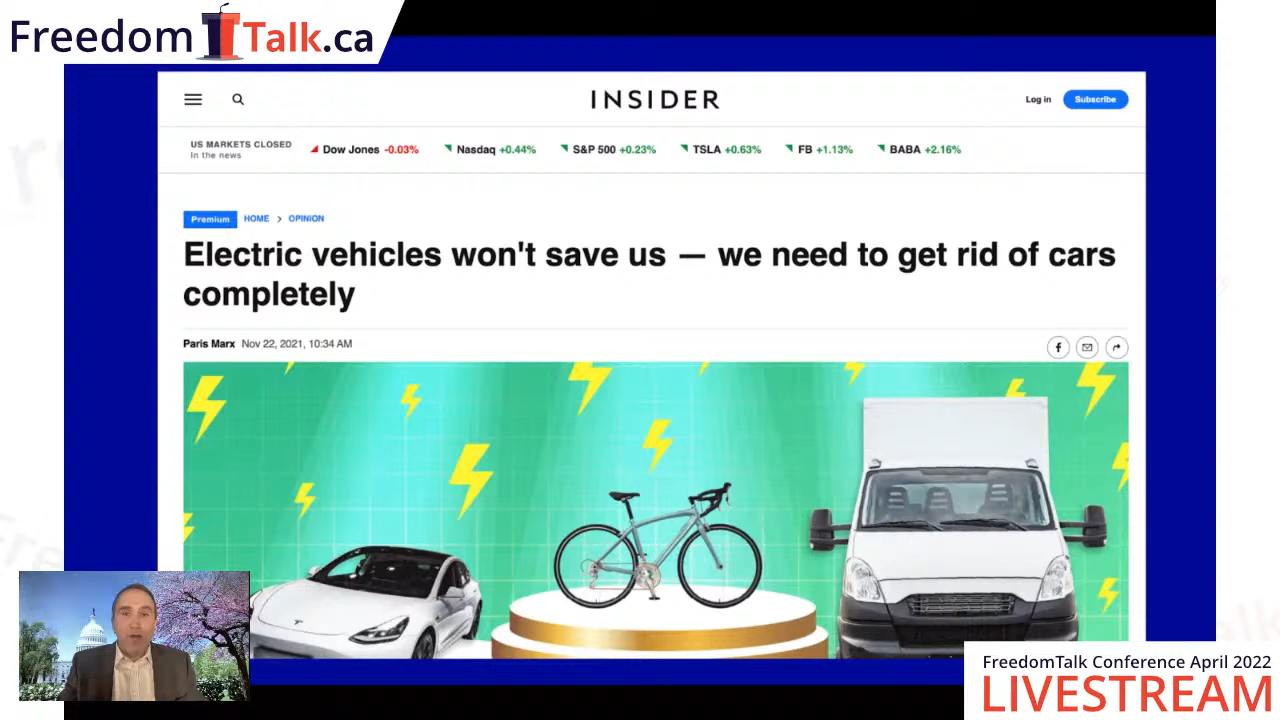 FreedomTalk.ca
INSIDER
Log in
Subscribe
US MARKETS CLOSED
In the news
Dow Jones -0.03%
Nasdaq +0.44%
S&P 500 +0.23%
TSLA +0.63%
FB +1.13%
BABA +2.16%
Premium HOME > OPINION
Electric vehicles won't save us — we need to get rid of cars
completely
Paris Marx Nov 22, 2021, 10:34 AM
FreedomTalk Conference April 2022
LIVESTREAM